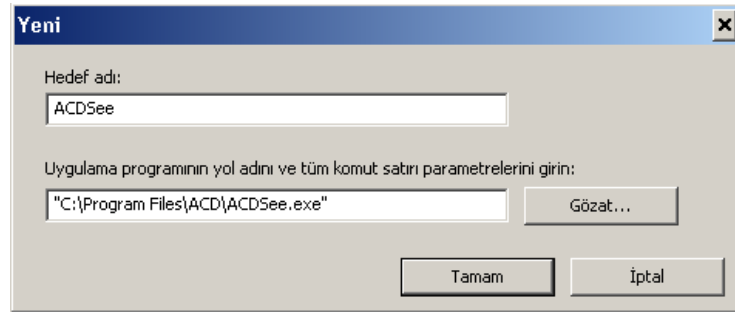 Yeni
Hedef adı:
ACDSee
Uygulama programının yol adını ve tüm komut satırı parametrelerini girin:
"C:\Program Files\ACD\ACDSee.exe"
Gözat...
Tamam
İptal